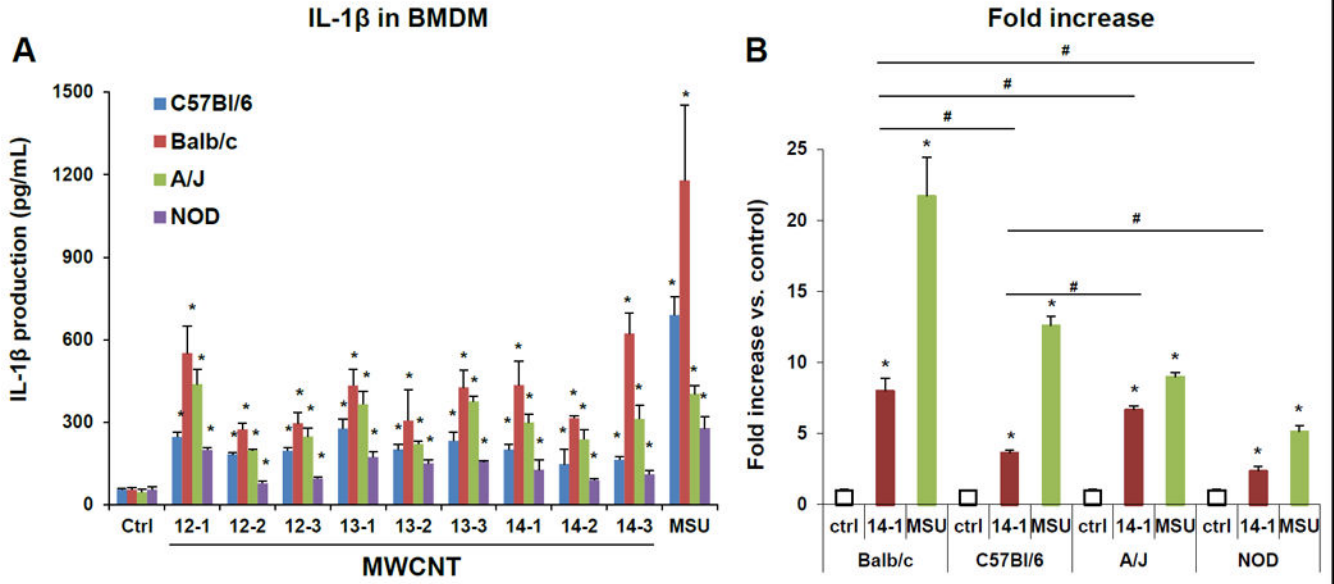 IL-1β in BMDM
A
IL-1β production (pg/mL)
1500
1200
900
600
300
0
C57Bl/6
Balb/c
A/J
NOD
*
* * *
* * * *
* * * *
* * * *
* * * *
* * * *
* * * *
* * * *
* * * *
* * *
Ctrl 12-1 12-2 12-3 13-1 13-2 13-3 14-1 14-2 14-3 MSU
MWCNT
Fold increase
B
#
#
#
#
#
Fold increase vs. control)
25
20
15
10
5
0
* * * * * * * *
ctrl 14-1 MSU ctrl 14-1 MSU ctrl 14-1 MSU ctrl 14-1 MSU
Balb/c C57Bl/6 A/J NOD